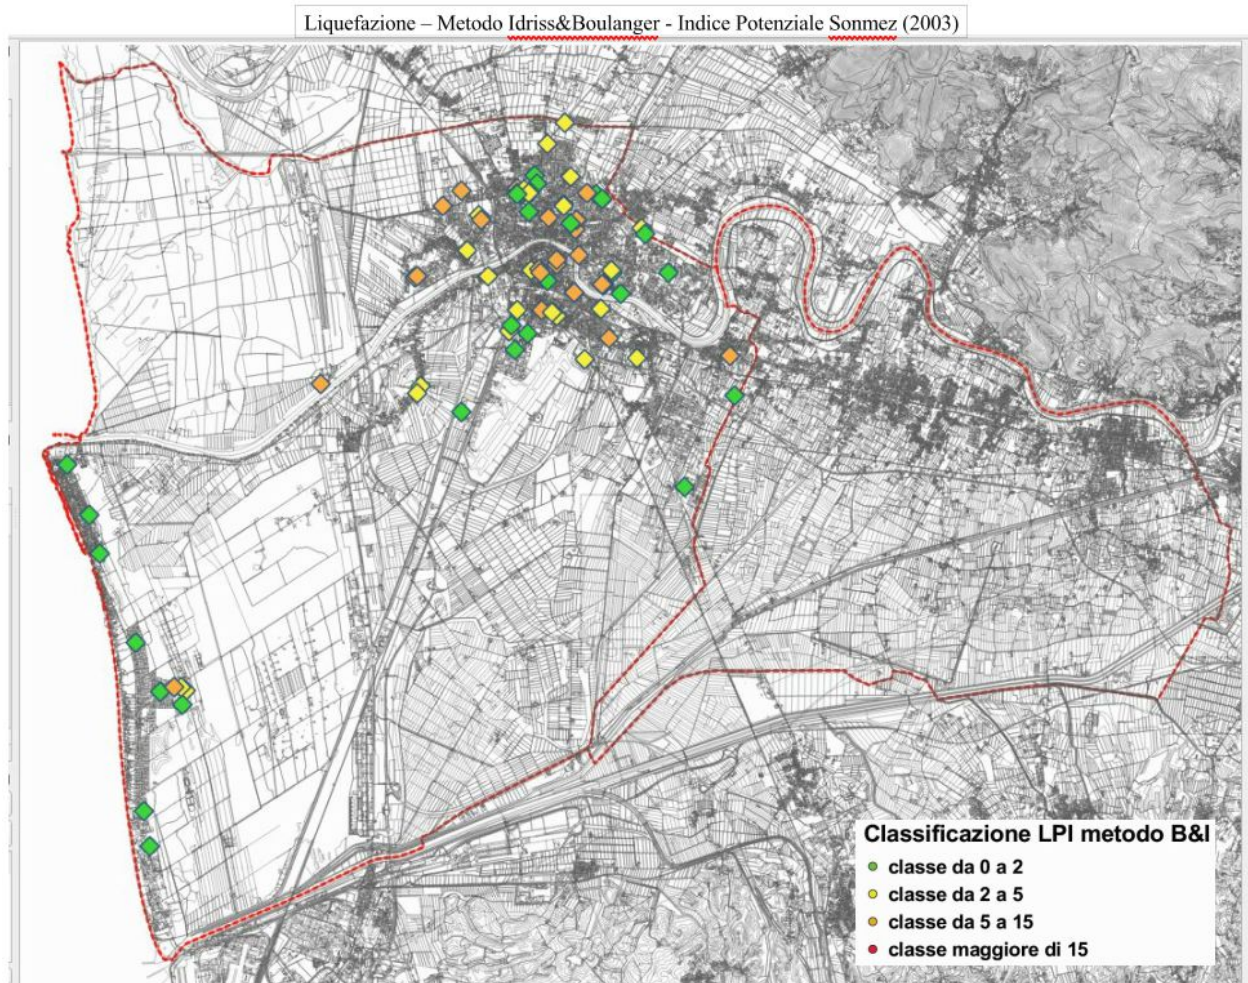 Liquefazione – Metodo Idriss&Boulanger - Indice Potenziale Sonmez (2003)
Classificazione LPI metodo B&I
classe da 0 a 2
classe da 2 a 5
classe da 5 a 15
classe maggiore di 15